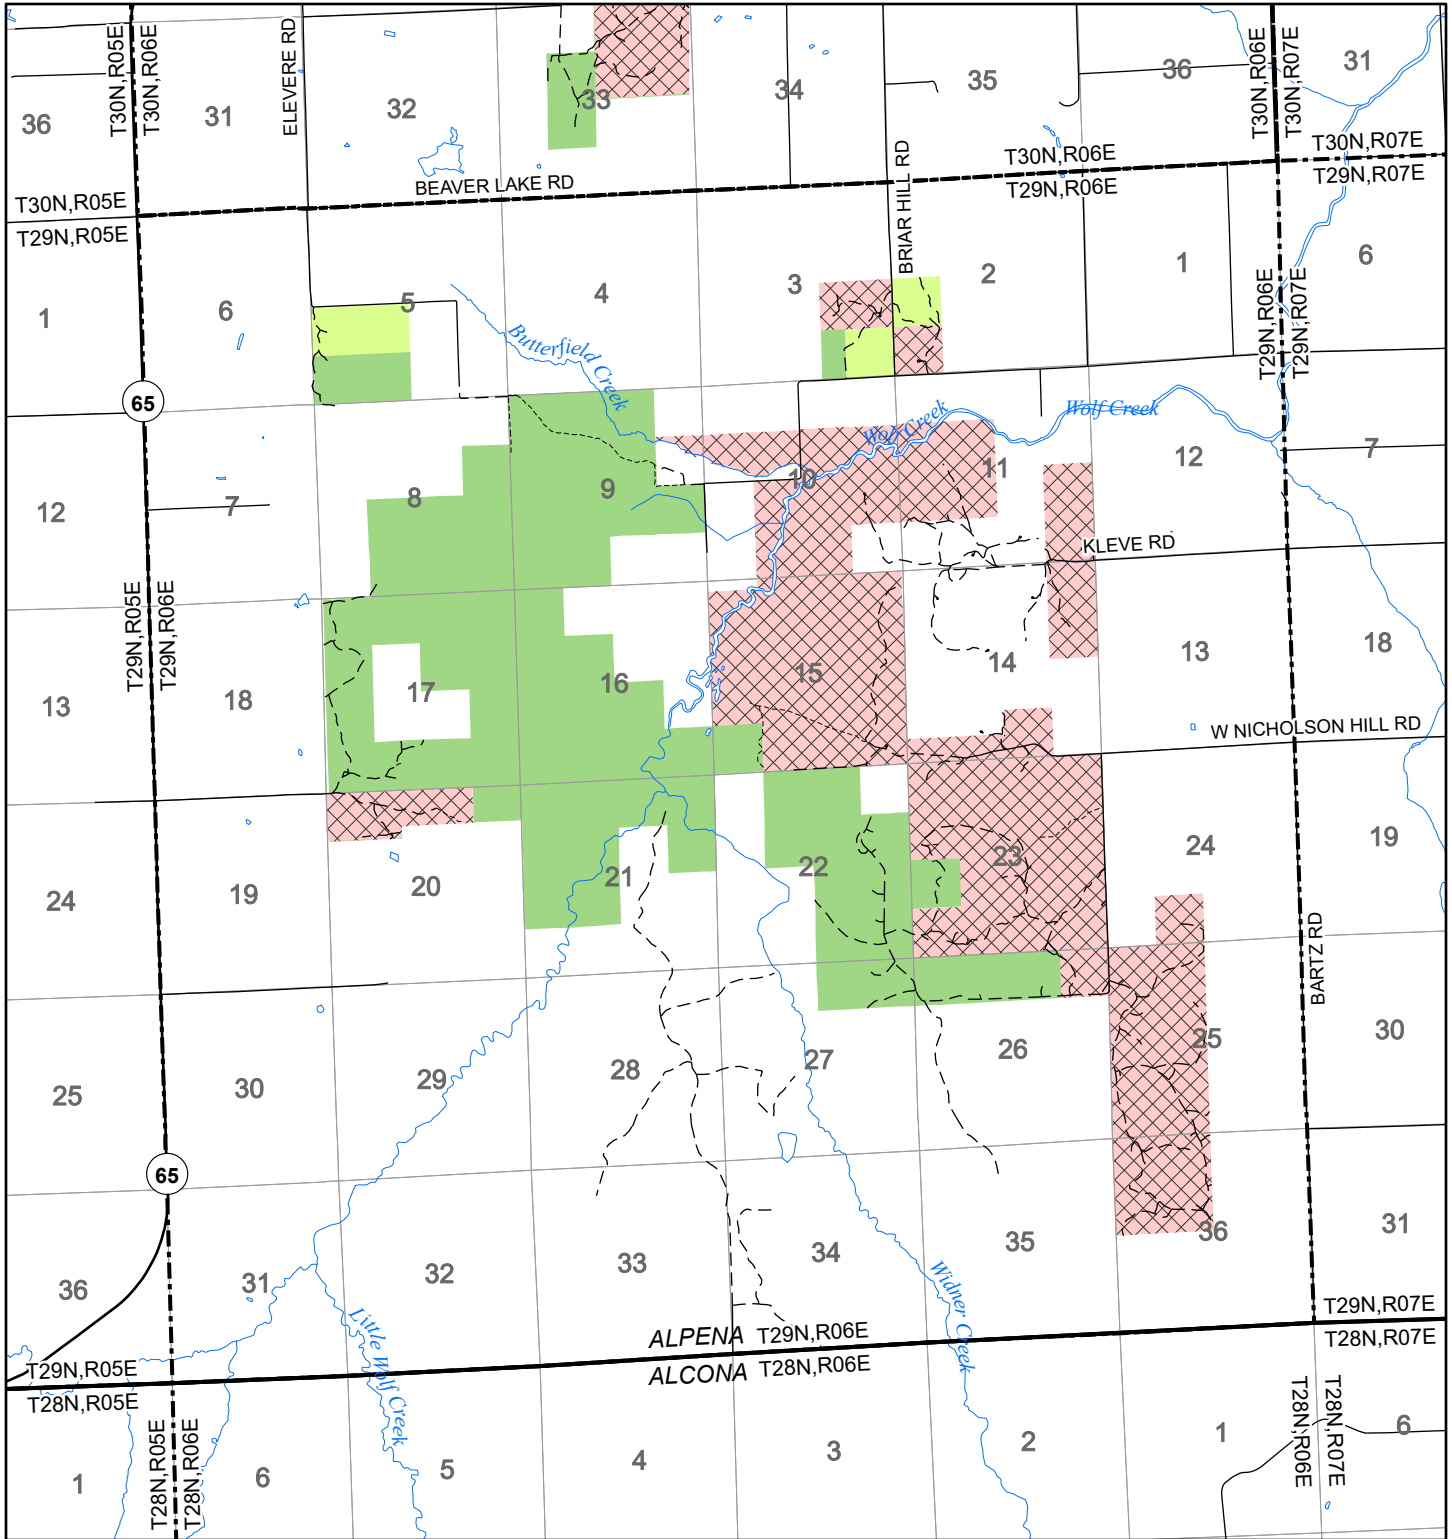 ELEVERE RD
T30N,R05E
T30N,R06E
T30N,R06E
T30N,R07E
36
31
32
33
34
35
36
31
BRIAR HILL RD
T30N,R06E
T30N,R07E
BEAVER LAKE RD
T29N,R06E
T29N,R07E
T30N,R05E
T29N,R05E
1
6
5
4
3
2
1
6
T29N,R06E
T29N,R07E
Butterfield Creek
65
Wolf Creek
Wolf Creek
12
7
8
9
10
11
12
7
KLEVE RD
T29N,R05E
T29N,R06E
13
18
17
16
15
14
13
18
W NICHOLSON HILL RD
24
19
20
21
22
23
24
19
BARTZ RD
25
30
29
28
27
26
25
30
65
36
31
32
33
34
35
36
31
Little Wolf Creek
Widner Creek
T29N,R07E
T28N,R07E
ALPENA T29N,R06E
ALCONA T28N,R06E
T29N,R05E
T28N,R05E
T28N,R05E
T28N,R06E
T28N,R06E
T28N,R07E
1
6
5
4
3
2
1
6